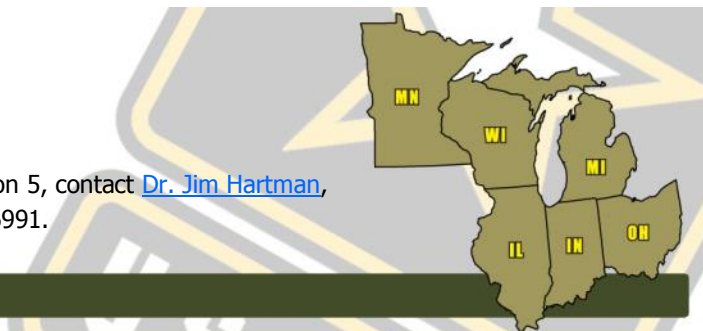 MN
WI
MI
on 5, contact Dr. Jim Hartman,
991.
IL
IN
OH